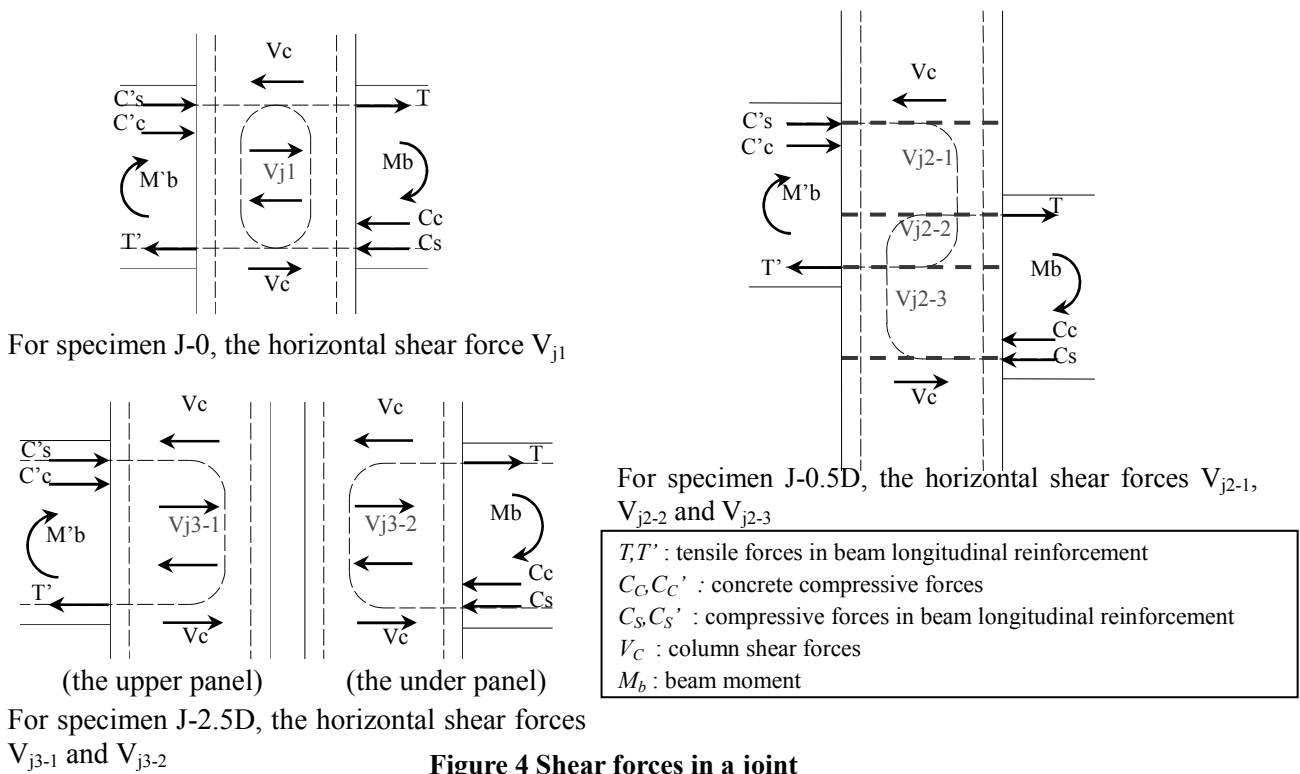 Vc
C's
T
C'c
Vj1
Mb
M`b
Cc
T'
Cs
Vc
For specimen J-0, the horizontal shear force Vj1
Vc
C's
C'c
Vj2-1
M'b
T
Vj2-2
T'
Mb
Vj2-3
Cc
Cs
Vc
For specimen J-0.5D, the horizontal shear forces Vj2-1,
Vj2-2 and Vj2-3
Vc
C's
C'c
Vj3-1
M'b
T'
Vc
(the upper panel)
Vc
T
Vj3-2
Mb
Cc
Cs
Vc
(the under panel)
For specimen J-2.5D, the horizontal shear forces
Vj3-1 and Vj3-2
T,T' : tensile forces in beam longitudinal reinforcement
CC,CC' : concrete compressive forces
CS,CS' : compressive forces in beam longitudinal reinforcement
VC : column shear forces
Mb : beam moment
Figure 4 Shear forces in a joint